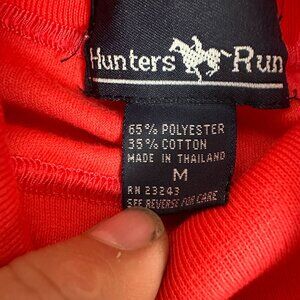 Hunters Run
65% POLYESTER
35% COTTON
MADE IN THAILAND
M
RN 23243
SEE REVERSE FOR CARE